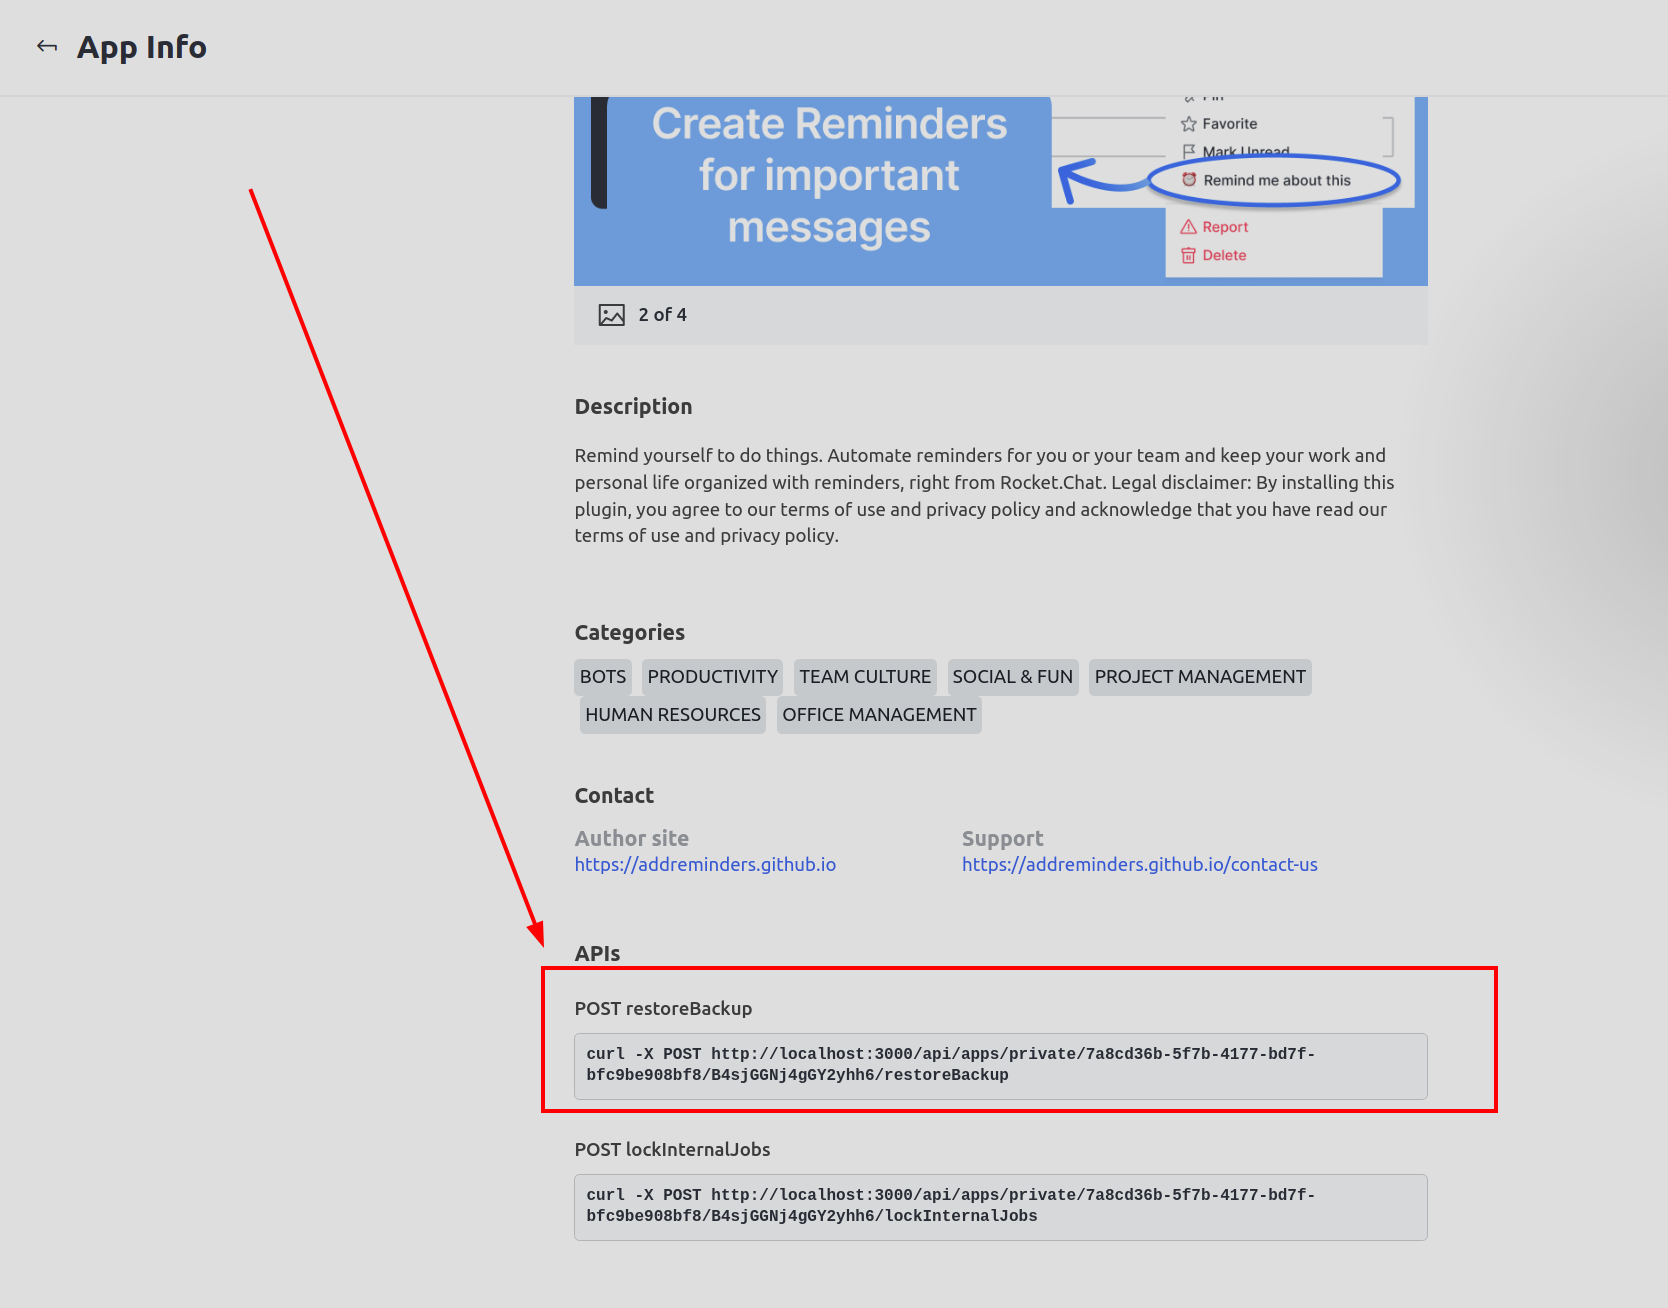 App Info
Create Reminders
for important
messages
Pin
Favorite
Mark Unread
Remind me about this
Report
Delete
2 of 4
Description
Remind yourself to do things. Automate reminders for you or your team and keep your work and
personal life organized with reminders, right from Rocket.Chat. Legal disclaimer: By installing this
plugin, you agree to our terms of use and privacy policy and acknowledge that you have read our
terms of use and privacy policy.
Categories
BOTS PRODUCTIVITY TEAM CULTURE SOCIAL & FUN PROJECT MANAGEMENT
HUMAN RESOURCES OFFICE MANAGEMENT
Contact
Author site Support
https://addreminders.github.io https://addreminders.github.io/contact-us
APIs
POST restoreBackup
curl -X POST http://localhost:3000/api/apps/private/7a8cd36b-5f7b-4177-bd7f-
bfc9be908bf8/B4sjGGNj4gGY2yhh6/restoreBackup
POST lockInternalJobs
curl -X POST http://localhost:3000/api/apps/private/7a8cd36b-5f7b-4177-bd7f-
bfc9be908bf8/B4sjGGNj4gGY2yhh6/lockInternalJobs